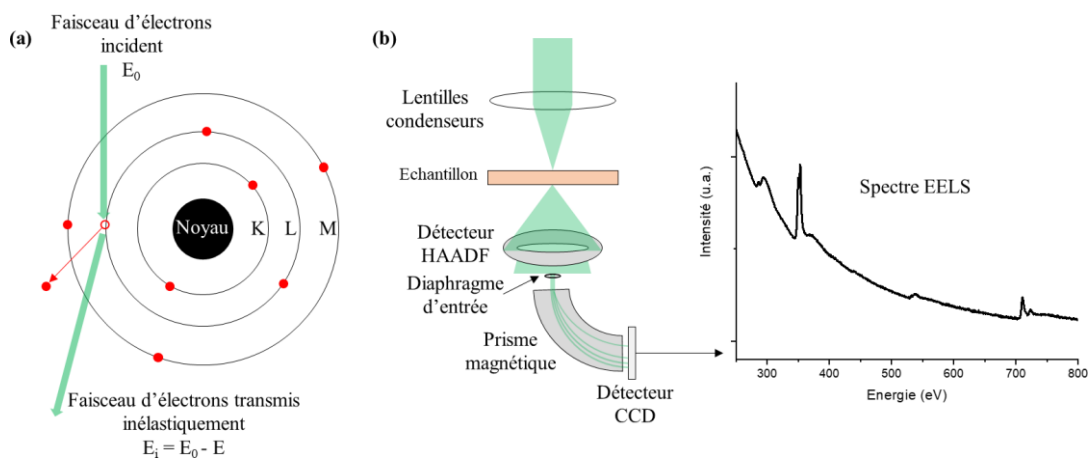 (a)
Faisceau d’électrons
incident
E0
Noyau
K
L
M
Faisceau d’électrons transmis
inélastiquement
Ei = E0 - E
(b)
Lentilles
condenseurs
Echantillon
Détecteur
HAADF
Diaphragme
d’entrée
Prisme
magnétique
Détecteur
CCD
Spectre EELS
Intensité (u.a.)
300 400 500 600 700 800
Energie (eV)